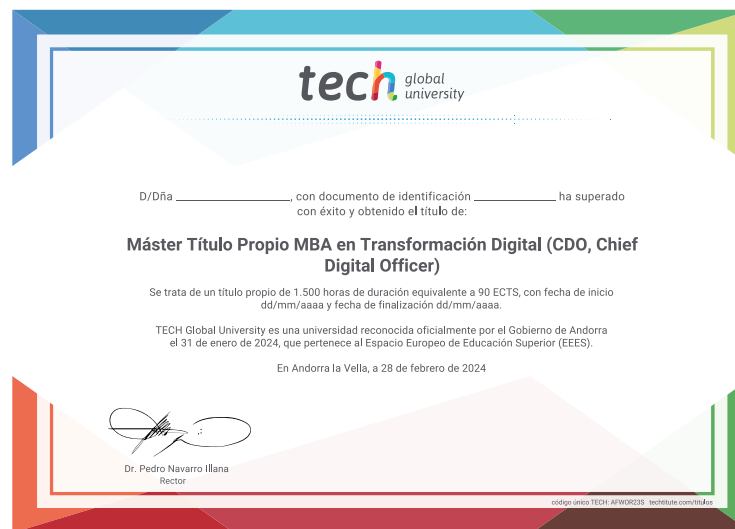 tech global university
D/Dña ______________, con documento de identificación __________ ha superado
con éxito y obtenido el título de:
Máster Título Propio MBA en Transformación Digital (CDO, Chief
Digital Officer)
Se trata de un título propio de 1.500 horas de duración equivalente a 90 ECTS, con fecha de inicio
dd/mm/aaaa y fecha de finalización dd/mm/aaaa.
TECH Global University es una universidad reconocida oficialmente por el Gobierno de Andorra
el 31 de enero de 2024, que pertenece al Espacio Europeo de Educación Superior (EEES).
En Andorra la Vella, a 28 de febrero de 2024
Dr. Pedro Navarro Illana
Rector
código único TECH: AFWOR23S techtitute.com/titulos